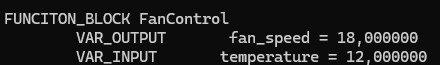 FUNCITON_BLOCK FanControl
VAR_OUTPUT fan_speed = 18,000000
VAR_INPUT temperature = 12,000000